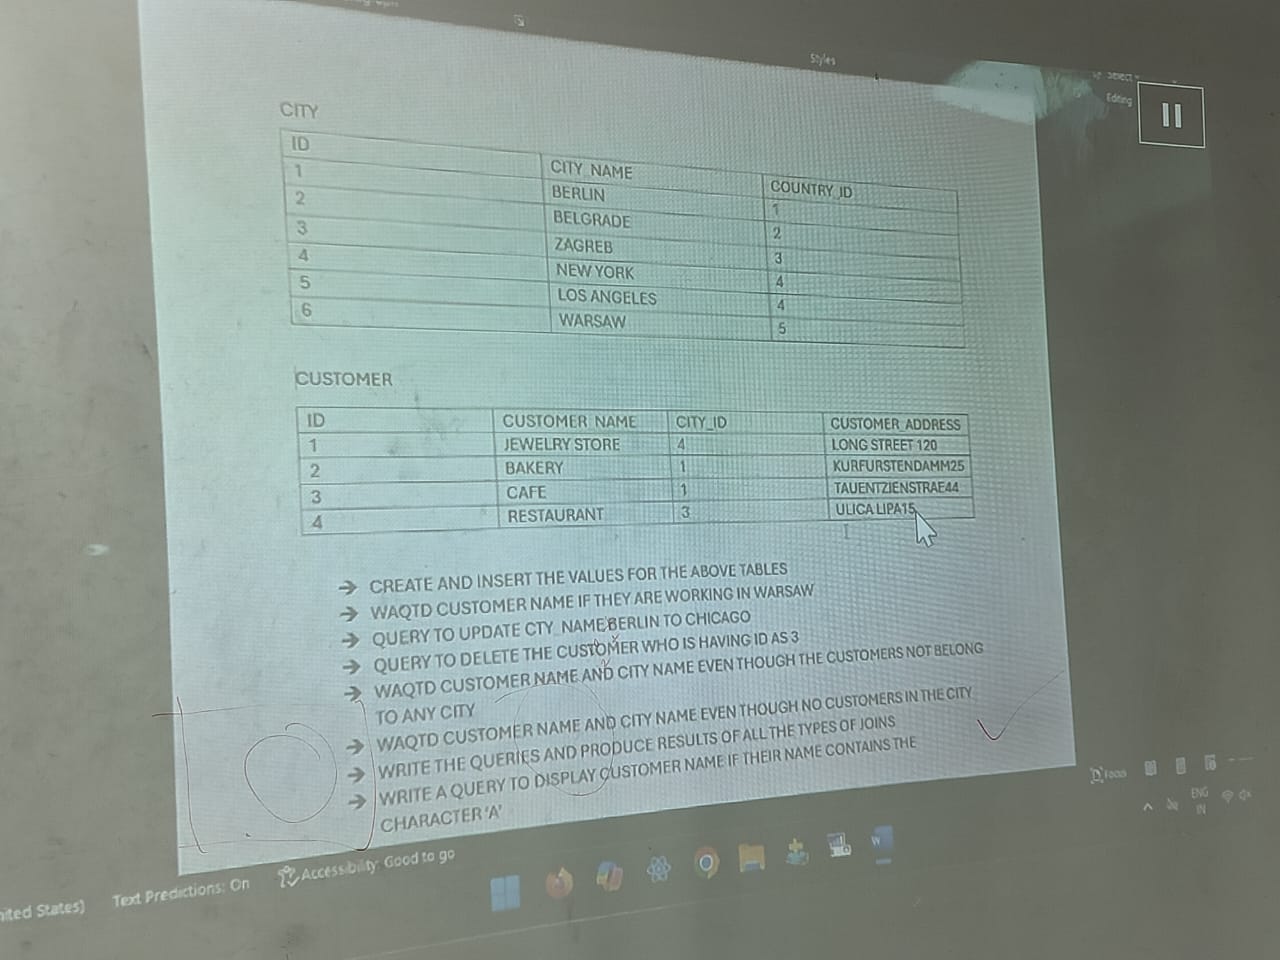 Styles
Select
Editing
CITY
ID CITY_NAME COUNTRY_ID
1 BERLIN 1
2 BELGRADE 2
3 ZAGREB 3
4 NEW YORK 4
5 LOS ANGELES 4
6 WARSAW 5
CUSTOMER
ID CUSTOMER_NAME CITY_ID CUSTOMER_ADDRESS
1 JEWELRY STORE 4 LONG STREET 120
2 BAKERY 1 KURFURSTENDAMM25
3 CAFE 1 TAUENTZIENSTRAE44
4 RESTAURANT 3 ULICA LIPA15
→ CREATE AND INSERT THE VALUES FOR THE ABOVE TABLES
→ WAQTD CUSTOMER NAME IF THEY ARE WORKING IN WARSAW
→ QUERY TO UPDATE CTY_NAME BERLIN TO CHICAGO
→ QUERY TO DELETE THE CUSTOMER WHO IS HAVING ID AS 3
→ WAQTD CUSTOMER NAME AND CITY NAME EVEN THOUGH THE CUSTOMERS NOT BELONG
TO ANY CITY
→ WAQTD CUSTOMER NAME AND CITY NAME EVEN THOUGH NO CUSTOMERS IN THE CITY
→ WRITE THE QUERIES AND PRODUCE RESULTS OF ALL THE TYPES OF JOINS
→ WRITE A QUERY TO DISPLAY CUSTOMER NAME IF THEIR NAME CONTAINS THE
CHARACTER 'A'
Focus
ENG
IN
nited States) Text Predictions: On Accessibility: Good to go